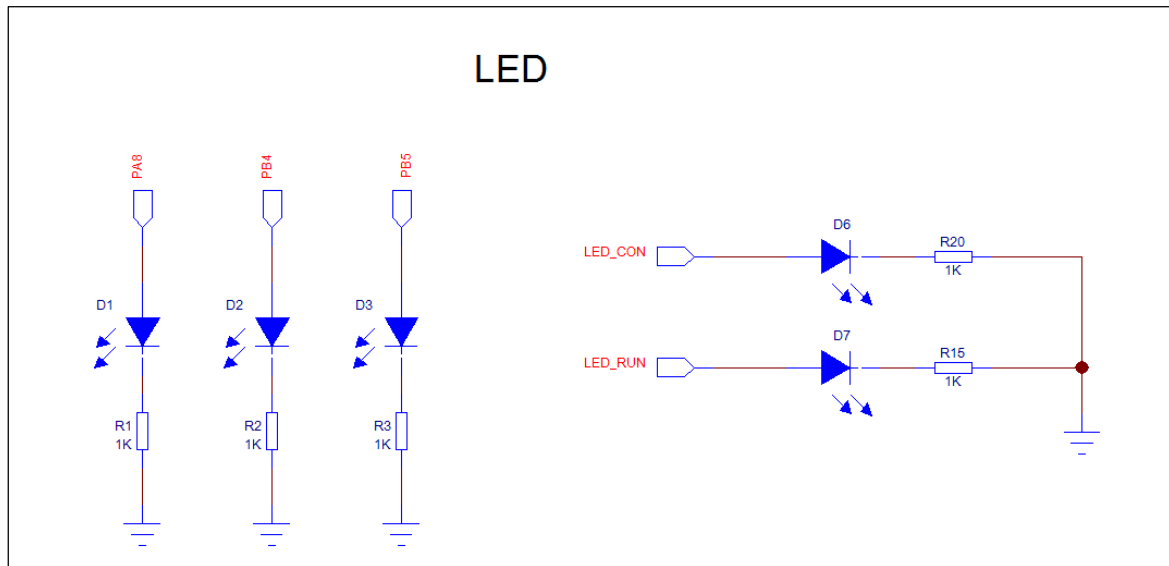 LED
PA8
PB4
PB5
D1
D2
D3
R1
1K
R2
1K
R3
1K
LED_CON
D6
R20
1K
LED_RUN
D7
R15
1K